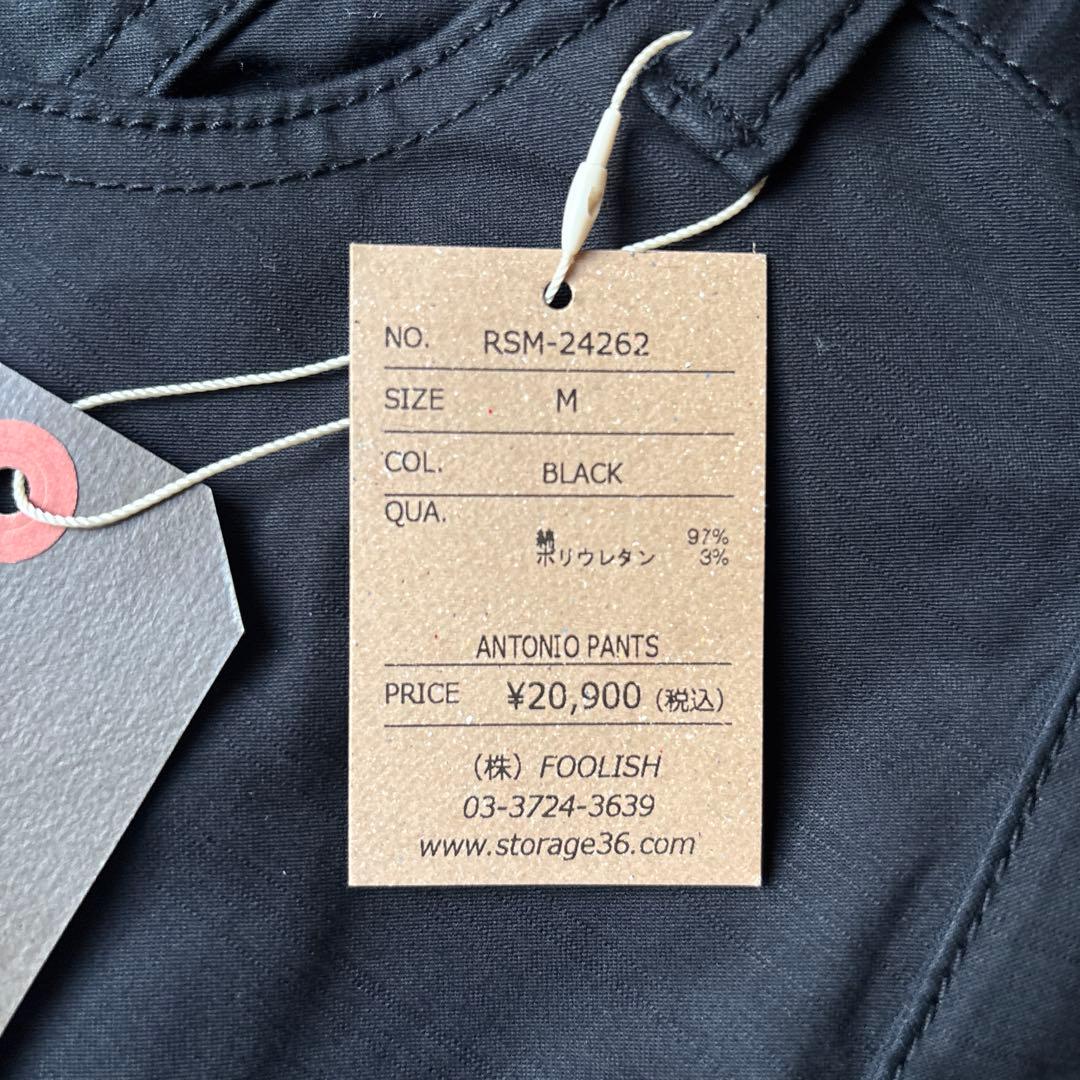 NO. RSM-24262
SIZE M
COL. BLACK
QUA.
綿 97%
ポリウレタン 3%
ANTONIO PANTS
PRICE ¥20,900 (税込)
(株) FOOLISH
03-3724-3639
www.storage36.com